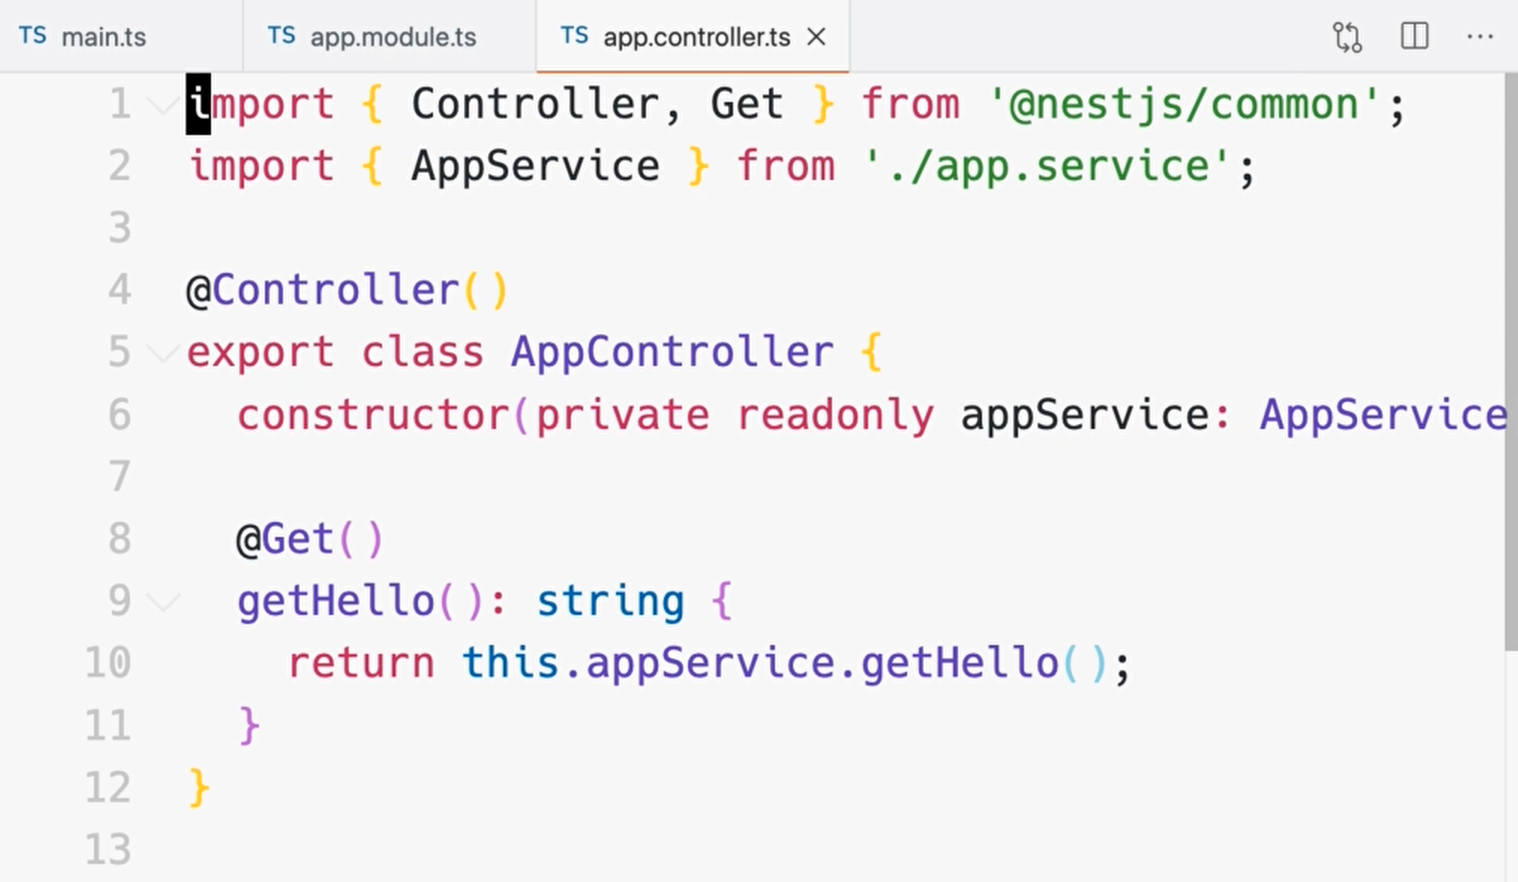 TS main.ts TS app.module.ts TS app.controller.ts
1 import { Controller, Get } from '@nestjs/common';
2 import { AppService } from './app.service';
3
4 @Controller()
5 export class AppController {
6 constructor(private readonly appService: AppService
7
8 @Get()
9 getHello(): string {
10 return this.appService.getHello();
11 }
12 }
13